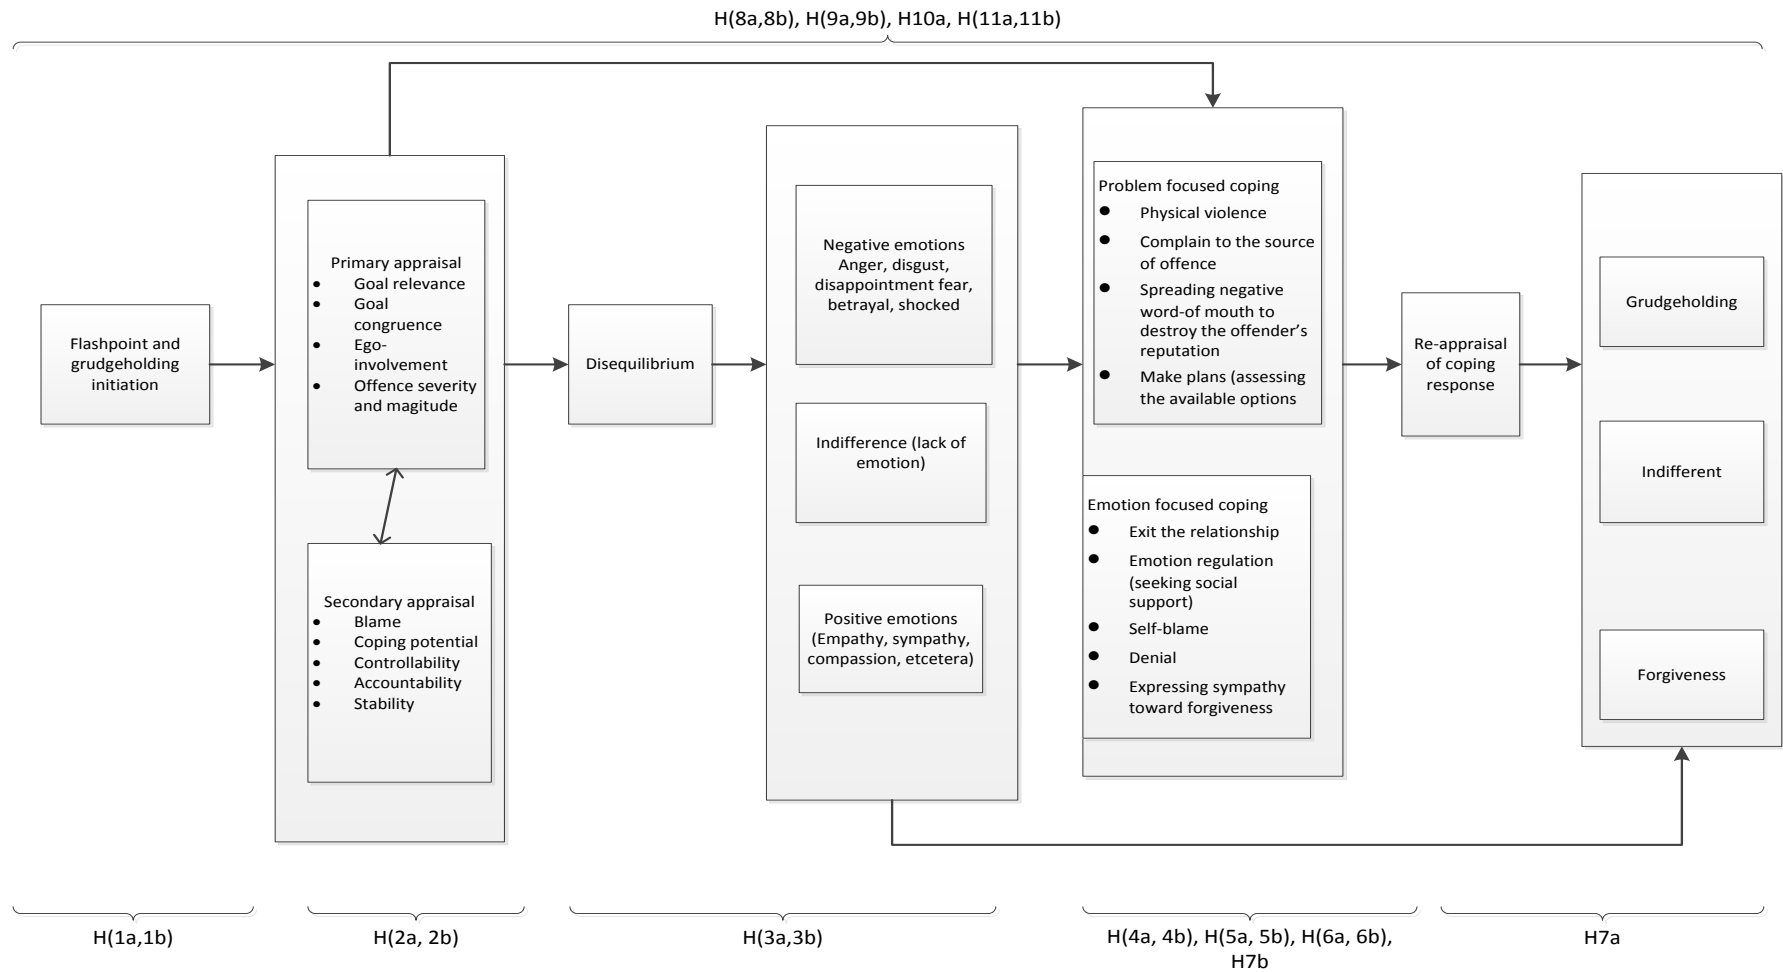 H(8a,8b), H(9a,9b), H10a, H(11a,11b)
Flashpoint and
grudgeholding
initiation
Primary appraisal
● Goal relevance
● Goal
congruence
● Ego-
involvement
● Offence severity
and magitude
Secondary appraisal
● Blame
● Coping potential
● Controllability
● Accountability
● Stability
Disequilibrium
Negative emotions
Anger, disgust,
disappointment fear,
betrayal, shocked
Indifference (lack of
emotion)
Positive emotions
(Empathy, sympathy,
compassion, etcetera)
Problem focused coping
● Physical violence
● Complain to the source
of offence
● Spreading negative
word-of mouth to
destroy the offender’s
reputation
● Make plans (assessing
the available options
Emotion focused coping
● Exit the relationship
● Emotion regulation
(seeking social
support)
● Self-blame
● Denial
● Expressing sympathy
toward forgiveness
Re-appraisal
of coping
response
Grudgeholding
Indifferent
Forgiveness
H(1a,1b)
H(2a, 2b)
H(3a,3b)
H(4a, 4b), H(5a, 5b), H(6a, 6b),
H7b
H7a